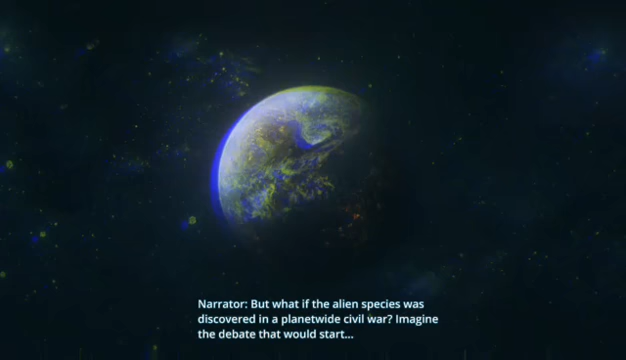 Narrator: But what if the alien species was
discovered in a planetwide civil war? Imagine
the debate that would start...